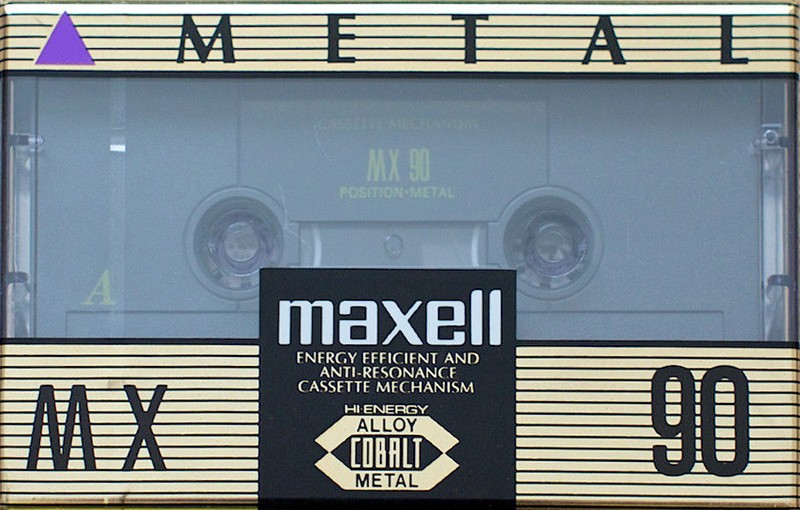 METAL
CASSETTE MECHANISM
MX 90
POSITION·METAL
A
maxell
ENERGY EFFICIENT AND
ANTI-RESONANCE
CASSETTE MECHANISM
HI-ENERGY
ALLOY
COBALT
METAL
MX
90